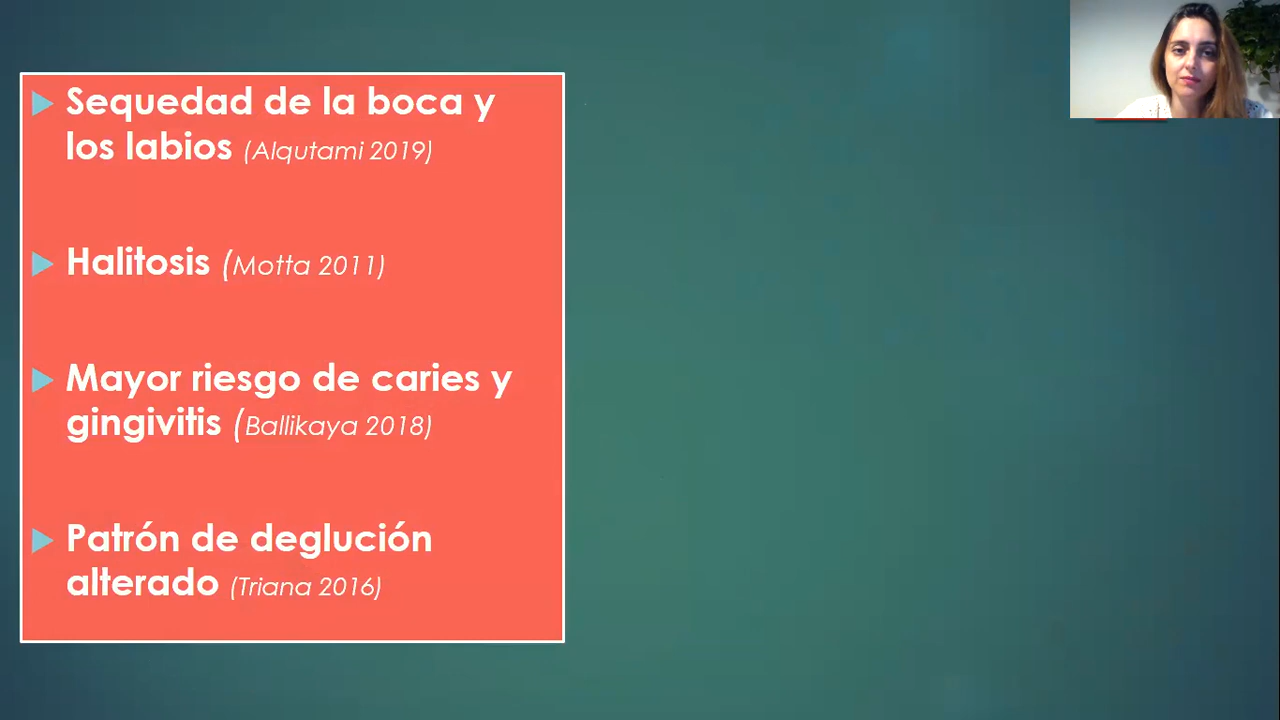 Sequedad de la boca y
los labios (Alqutami 2019)
Halitosis (Motta 2011)
Mayor riesgo de caries y
gingivitis (Ballikaya 2018)
Patrón de deglución
alterado (Triana 2016)